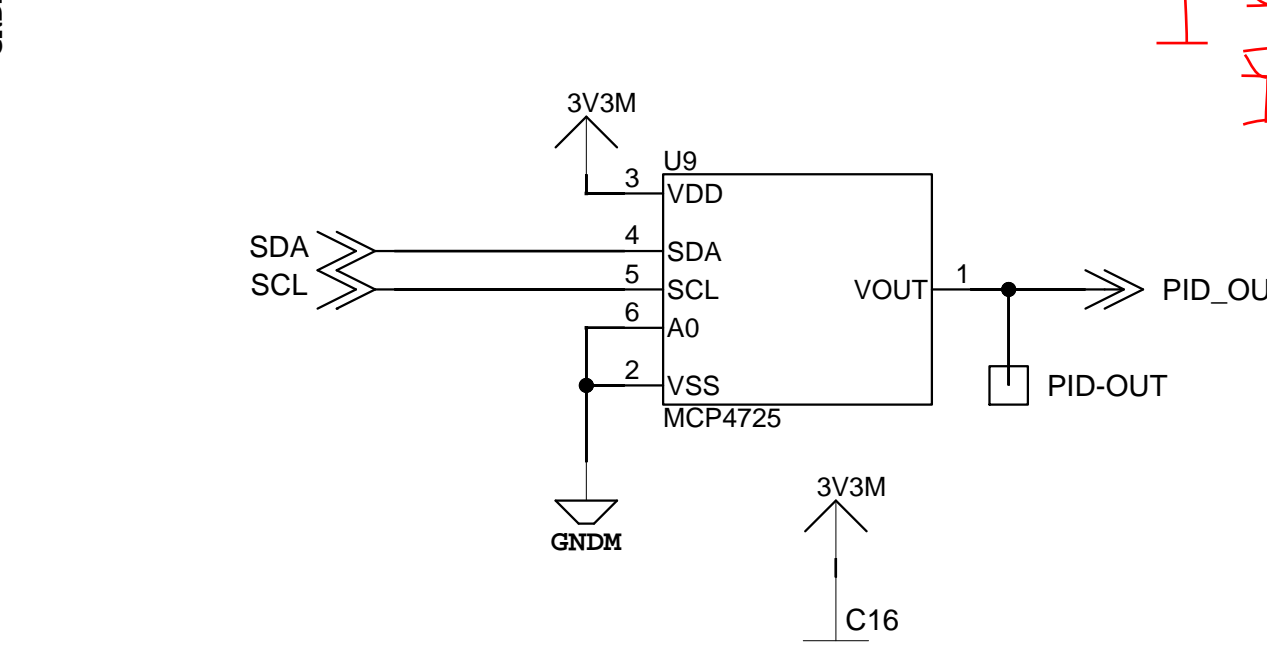 3V3M
U9
3
VDD
SDA
4
SDA
SCL
5
SCL
VOUT
1
PID_OU
6
A0
2
VSS
PID-OUT
MCP4725
3V3M
GNDM
C16